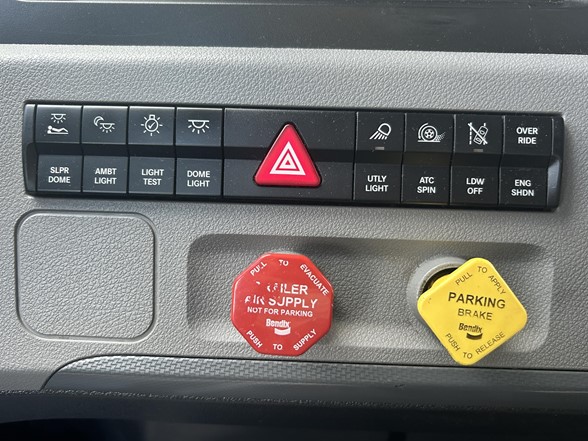 OVER
RIDE
SLPR
DOME
AMBT
LIGHT
LIGHT
TEST
DOME
LIGHT
UTLY
LIGHT
ATC
SPIN
LDW
OFF
ENG
SHDN
PULL TO EVACUATE
TRAILER
AIR SUPPLY
NOT FOR PARKING
Bendix
PUSH TO SUPPLY
PULL TO APPLY
PARKING
BRAKE
Bendix
PUSH TO RELEASE